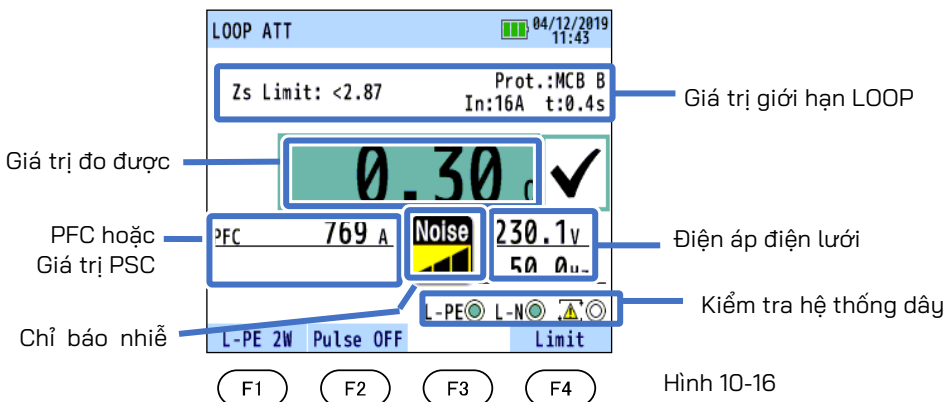 LOOP ATT
04/12/2019
11:43
Zs Limit: <2.87
Prot.:MCB B
In:16A t:0.4s
Giá trị giới hạn LOOP
Giá trị đo được
0.30
PFC hoặc
Giá trị PSC
PFC 769 A
Noise
230.1V
50.0
Điện áp điện lưới
L-PE L-N
Kiểm tra hệ thống dây
Chỉ báo nhiễ
L-PE 2W Pulse OFF Limit
F1 F2 F3 F4
Hình 10-16